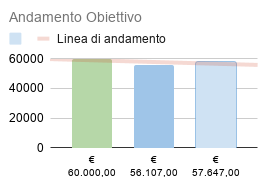 Andamento Obiettivo
Linea di andamento
60000
40000
20000
0
€ € €
60.000,00 56.107,00 57.647,00